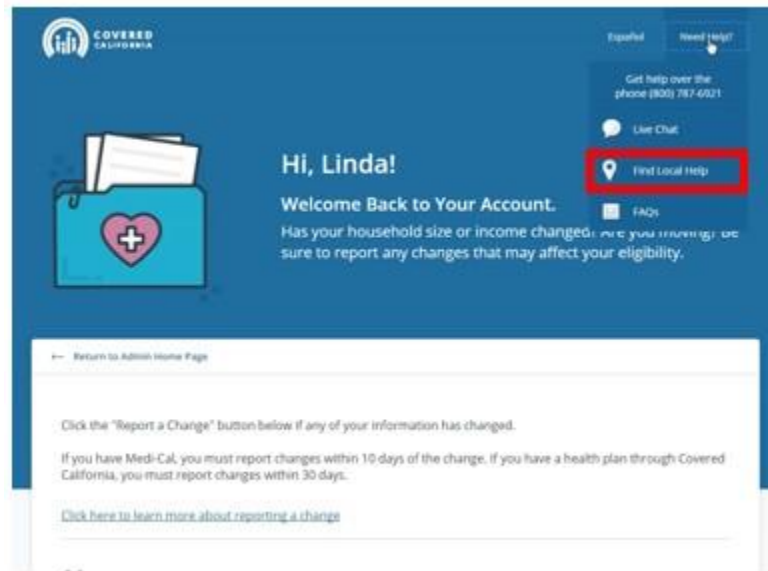 COVERED
CALIFORNIA
Español Need Help?
Get help over the
phone (800) 787-6921
Live Chat
Find Local Help
FAQs
Hi, Linda!
Welcome Back to Your Account.
Has your household size or income changed? Are you moving? Be
sure to report any changes that may affect your eligibility.
← Return to Admin Home Page
Click the "Report a Change" button below if any of your information has changed.
If you have Medi-Cal, you must report changes within 10 days of the change. If you have a health plan through Covered
California, you must report changes within 30 days.
Click here to learn more about reporting a change